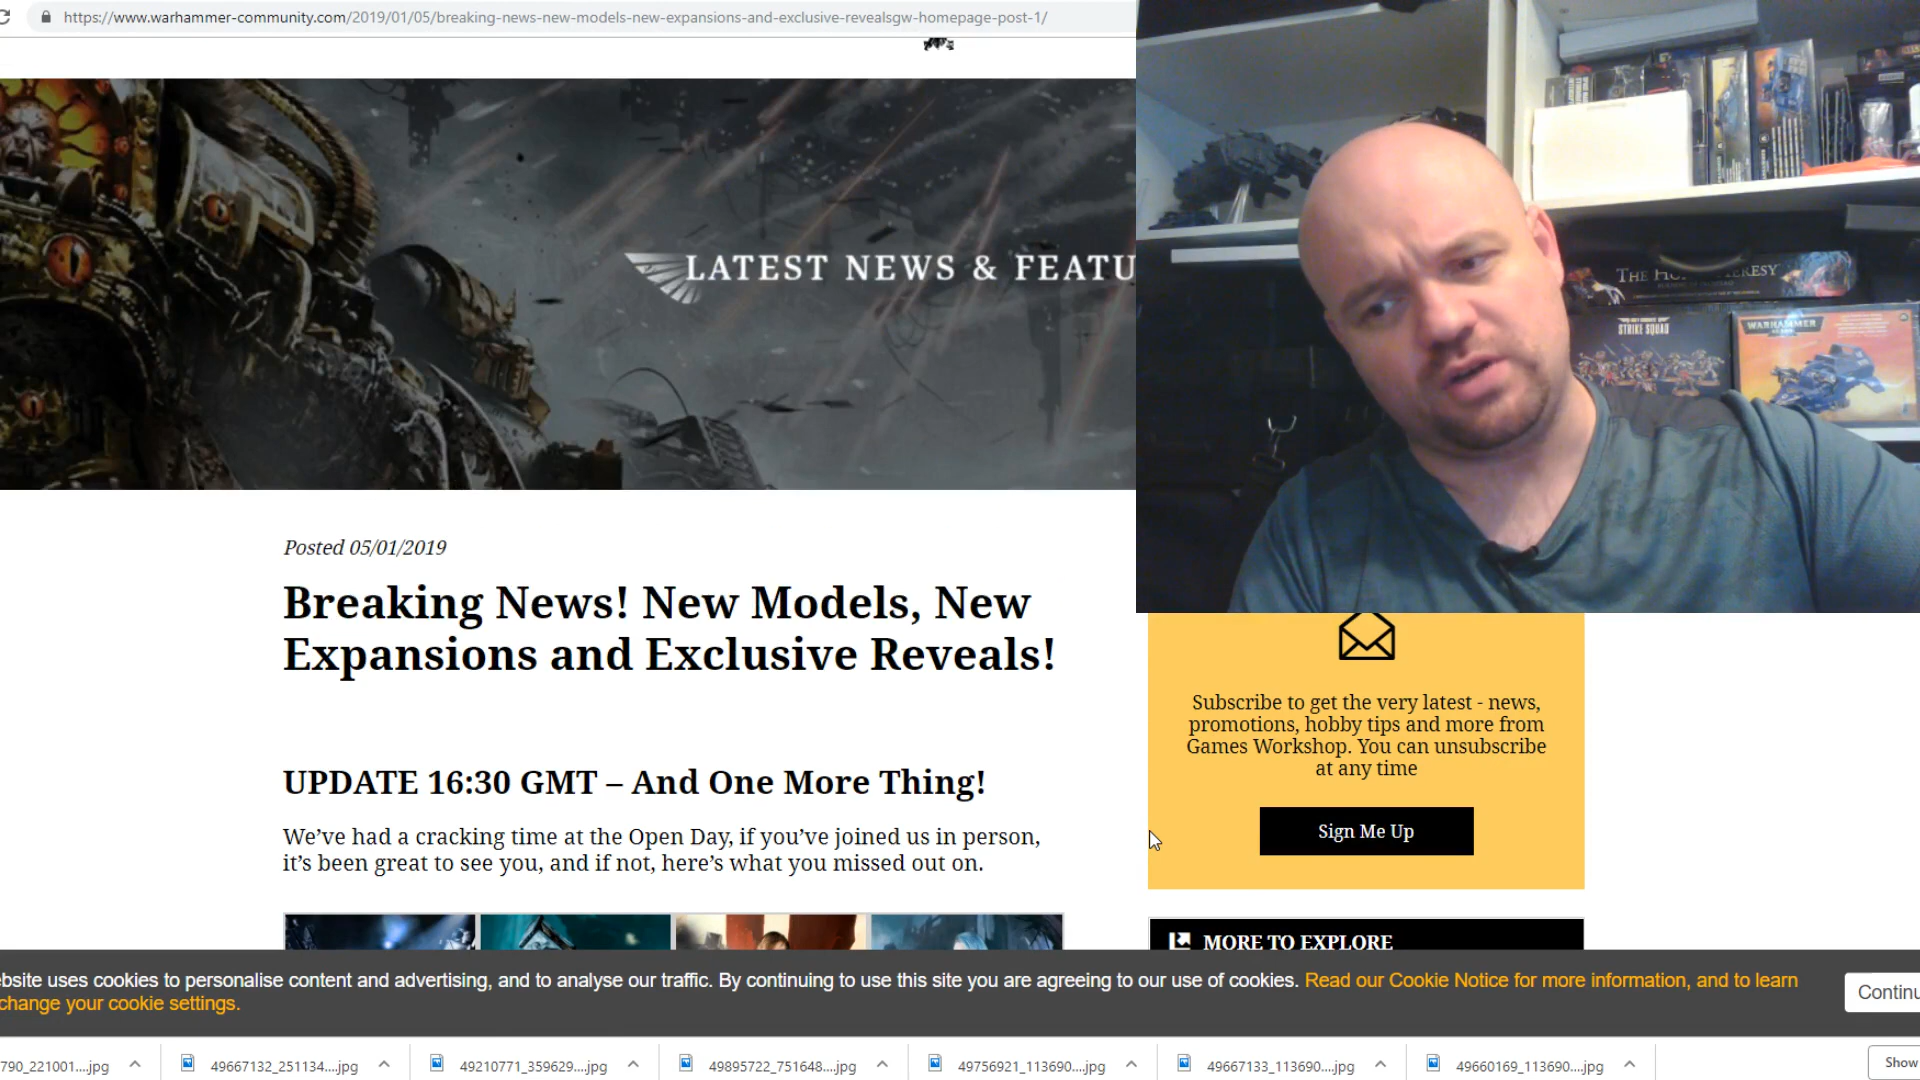 https://www.warhammer-community.com/2019/01/05/breaking-news-new-models-new-expansions-and-exclusive-revealsgw-homepage-post-1/
LATEST NEWS & FEATU
THE HO ERESY
STRIKE SQUAD
WARHAMMER
Posted 05/01/2019
Breaking News! New Models, New
Expansions and Exclusive Reveals!
UPDATE 16:30 GMT – And One More Thing!
We’ve had a cracking time at the Open Day, if you’ve joined us in person,
it’s been great to see you, and if not, here’s what you missed out on.
Subscribe to get the very latest - news,
promotions, hobby tips and more from
Games Workshop. You can unsubscribe
at any time
Sign Me Up
MORE TO EXPLORE
ebsite uses cookies to personalise content and advertising, and to analyse our traffic. By continuing to use this site you are agreeing to our use of cookies. Read our Cookie Notice for more information, and to learn
change your cookie settings.
Continu
790_221001....jpg
49667132_251134....jpg
49210771_359629....jpg
49895722_751648....jpg
49756921_113690....jpg
49667133_113690....jpg
49660169_113690....jpg
Show